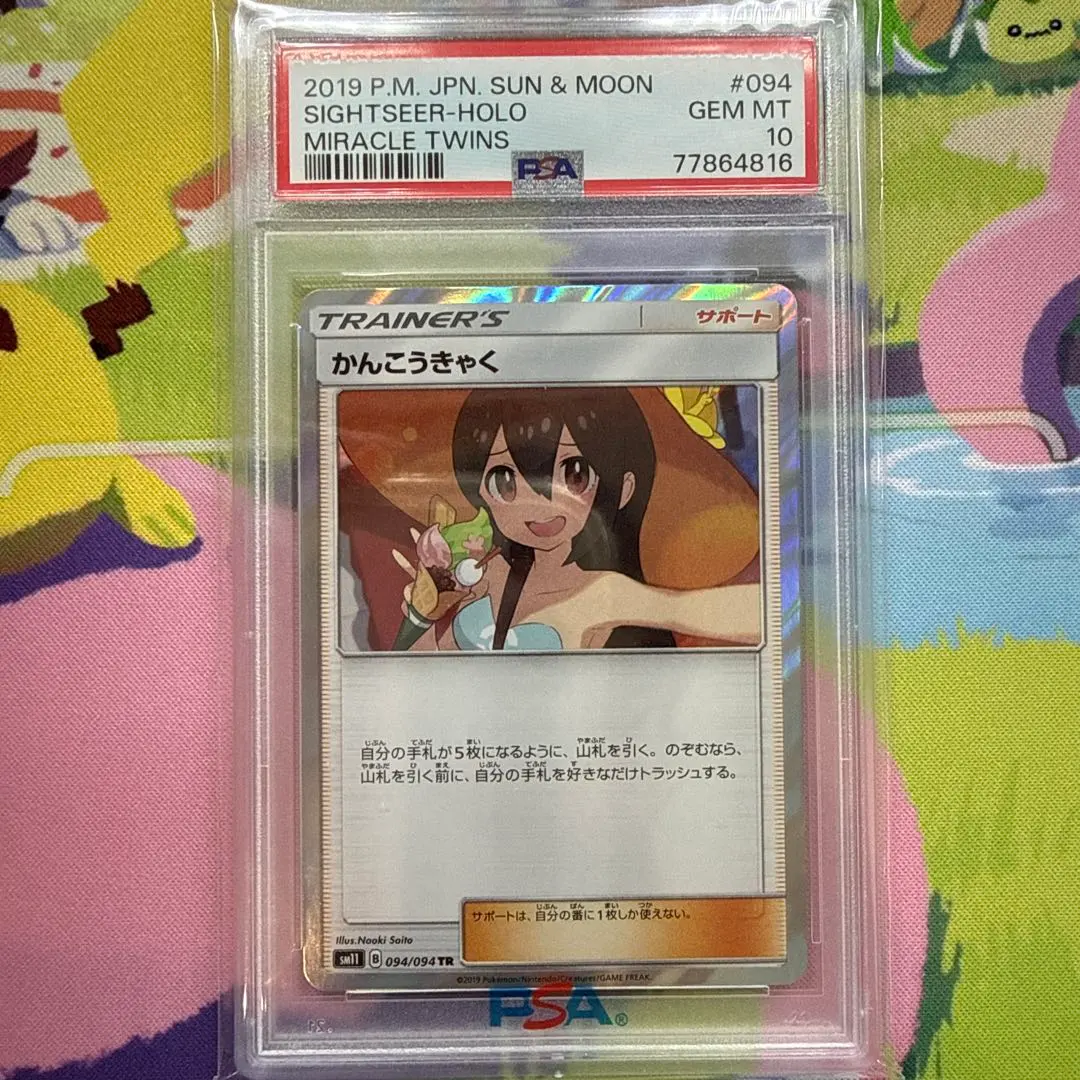 2019 P.M. JPN. SUN & MOON #094
SIGHTSEER-HOLO GEM MT
MIRACLE TWINS 10
PSA 77864816
TRAINER'S サポート
かんこうきゃく
自分の手札が5枚になるように、山札を引く。のぞむなら、
山札を引く前に、自分の手札を好きなだけトラッシュする。
サポートは、自分の番に1枚しか使えない。
Illus.Naoki Saito
SM11 B 094/094 TR
©2019 Pokémon/Nintendo/Creatures/GAME FREAK.
PSA®